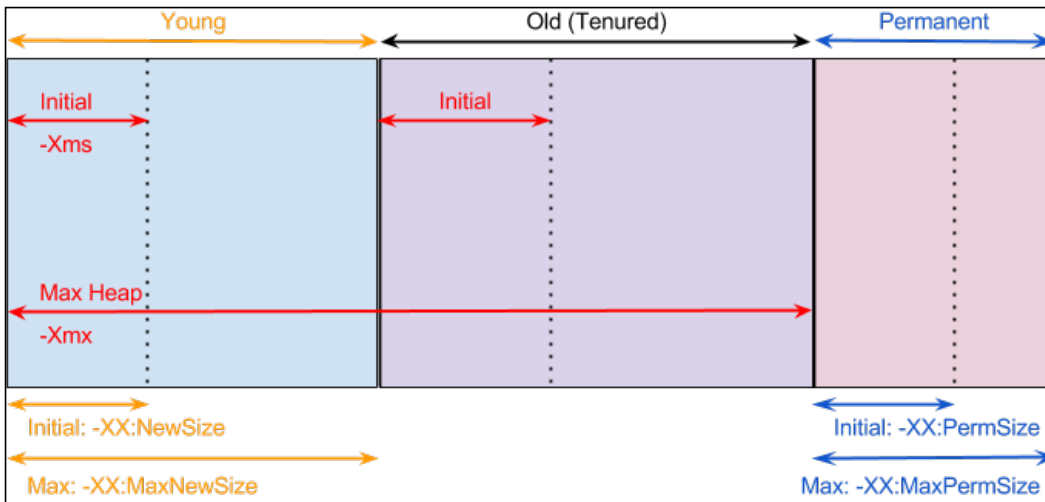 Young
Old (Tenured)
Permanent
Initial
-Xms
Initial
Max Heap
-Xmx
Initial: -XX:NewSize
Initial: -XX:PermSize
Max: -XX:MaxNewSize
Max: -XX:MaxPermSize